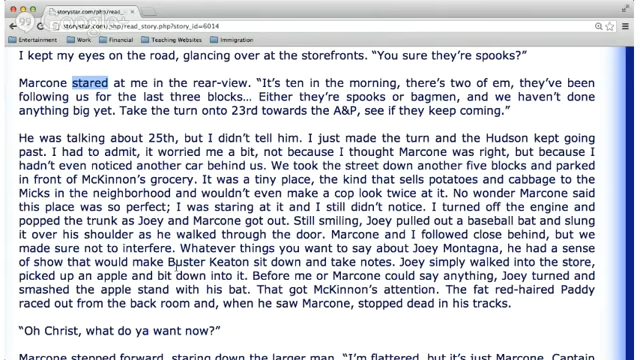 storystar.com/php/read_s
storystar.com/php/read_story.php?story_id=6014
Entertainment Work Financial Teaching Websites Immigration
I kept my eyes on the road, glancing over at the storefronts. “You sure they’re spooks?”
Marcone stared at me in the rear-view. “It’s ten in the morning, there’s two of em, they’ve been
following us for the last three blocks... Either they’re spooks or bagmen, and we haven’t done
anything big yet. Take the turn onto 23rd towards the A&P, see if they keep coming.”
He was talking about 25th, but I didn’t tell him. I just made the turn and the Hudson kept going
past. I had to admit, it worried me a bit, not because I thought Marcone was right, but because I
hadn’t even noticed another car behind us. We took the street down another five blocks and parked
in front of McKinnon’s grocery. It was a tiny place, the kind that sells potatoes and cabbage to the
Micks in the neighborhood and wouldn’t even make a cop look twice at it. No wonder Marcone said
this place was so perfect; I was staring at it and I still didn’t notice. I turned off the engine and
popped the trunk as Joey and Marcone got out. Still smiling, Joey pulled out a baseball bat and slung
it over his shoulder as he walked through the door. Marcone and I followed close behind, but we
made sure not to interfere. Whatever things you want to say about Joey Montagna, he had a sense
of show that would make Buster Keaton sit down and take notes. Joey simply walked into the store,
picked up an apple and bit down into it. Before me or Marcone could say anything, Joey turned and
smashed the apple stand with his bat. That got McKinnon’s attention. The fat red-haired Paddy
raced out from the back room and, when he saw Marcone, stopped dead in his tracks.
“Oh Christ, what do ya want now?”
Marcone stepped forward, staring down the larger man. “I’m flattered, but it’s just Marcone. Captain